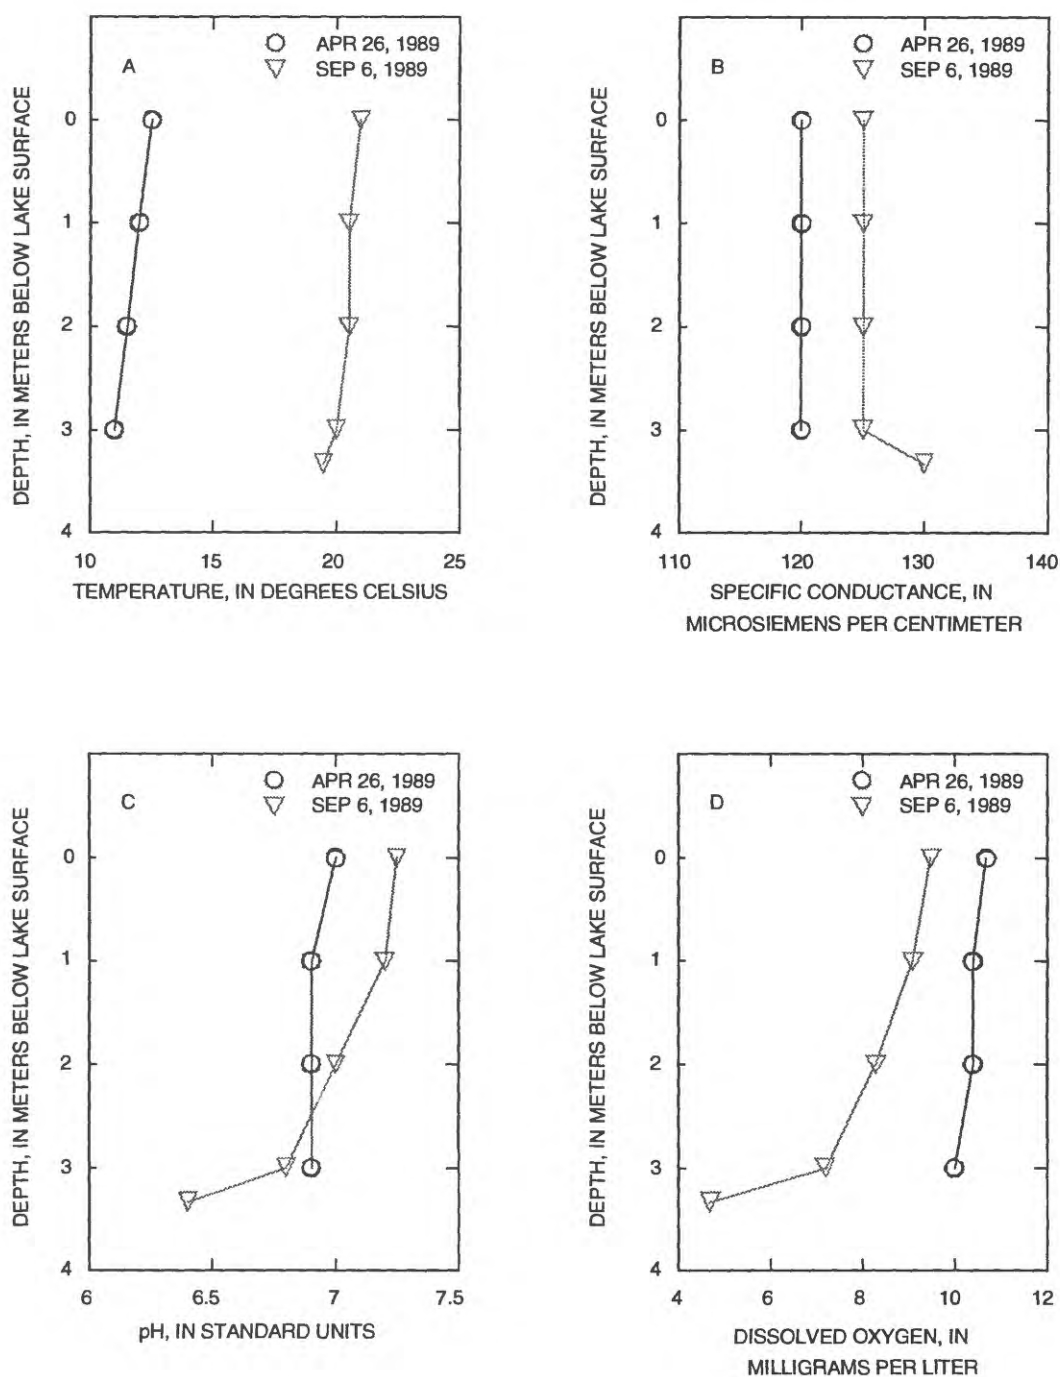 A
APR 26, 1989
SEP 6, 1989
DEPTH, IN METERS BELOW LAKE SURFACE
0
1
2
3
4
10 15 20 25
TEMPERATURE, IN DEGREES CELSIUS
B
APR 26, 1989
SEP 6, 1989
DEPTH, IN METERS BELOW LAKE SURFACE
0
1
2
3
4
110 120 130 140
SPECIFIC CONDUCTANCE, IN
MICROSIEMENS PER CENTIMETER
C
APR 26, 1989
SEP 6, 1989
DEPTH, IN METERS BELOW LAKE SURFACE
0
1
2
3
4
6 6.5 7 7.5
pH, IN STANDARD UNITS
D
APR 26, 1989
SEP 6, 1989
DEPTH, IN METERS BELOW LAKE SURFACE
0
1
2
3
4
4 6 8 10 12
DISSOLVED OXYGEN, IN
MILLIGRAMS PER LITER